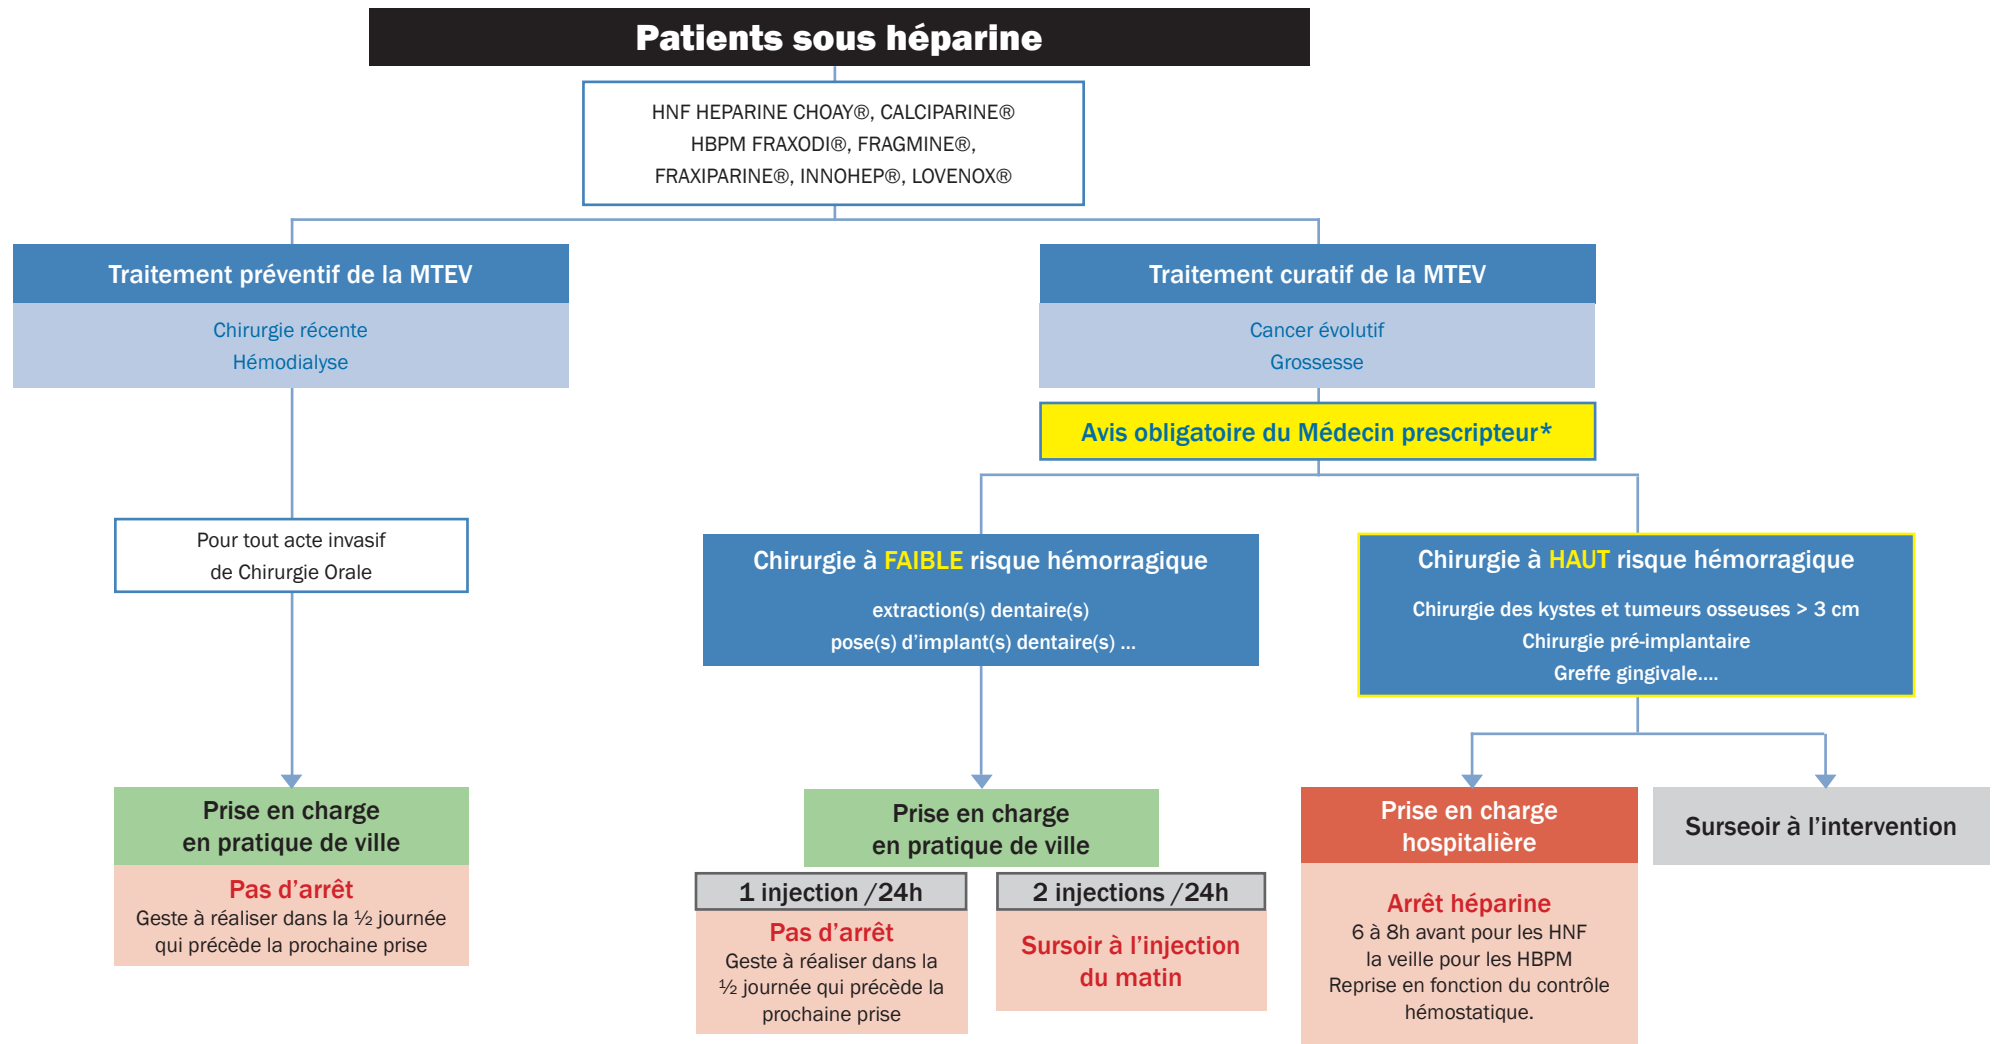 Patients sous héparine
HNF HEPARINE CHOAY®, CALCIPARINE®
HBPM FRAXODI®, FRAGMINE®,
FRAXIPARINE®, INNOHEP®, LOVENOX®
Traitement préventif de la MTEV
Chirurgie récente
Hémodialyse
Pour tout acte invasif
de Chirurgie Orale
Prise en charge
en pratique de ville
Pas d'arrêt
Geste à réaliser dans la ½ journée
qui précède la prochaine prise
Traitement curatif de la MTEV
Cancer évolutif
Grossesse
Avis obligatoire du Médecin prescripteur*
Chirurgie à FAIBLE risque hémorragique
extraction(s) dentaire(s)
pose(s) d'implant(s) dentaire(s) ...
Prise en charge
en pratique de ville
1 injection /24h
Pas d'arrêt
Geste à réaliser dans la
½ journée qui précède la
prochaine prise
2 injections /24h
Sursoir à l'injection
du matin
Chirurgie à HAUT risque hémorragique
Chirurgie des kystes et tumeurs osseuses > 3 cm
Chirurgie pré-implantaire
Greffe gingivale....
Prise en charge
hospitalière
Arrêt héparine
6 à 8h avant pour les HNF
la veille pour les HBPM
Reprise en fonction du contrôle
hémostatique.
Surseoir à l'intervention